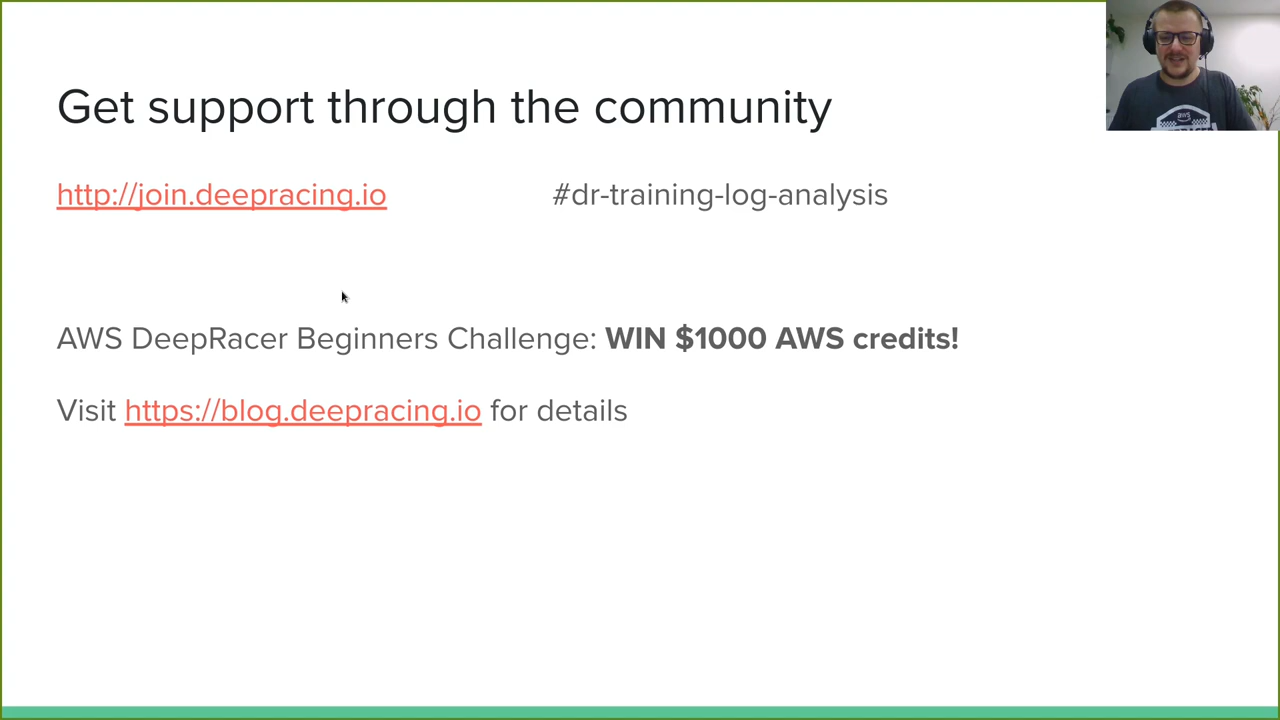 Get support through the community
http://join.deepracing.io #dr-training-log-analysis
AWS DeepRacer Beginners Challenge: WIN $1000 AWS credits!
Visit https://blog.deepracing.io for details
aws